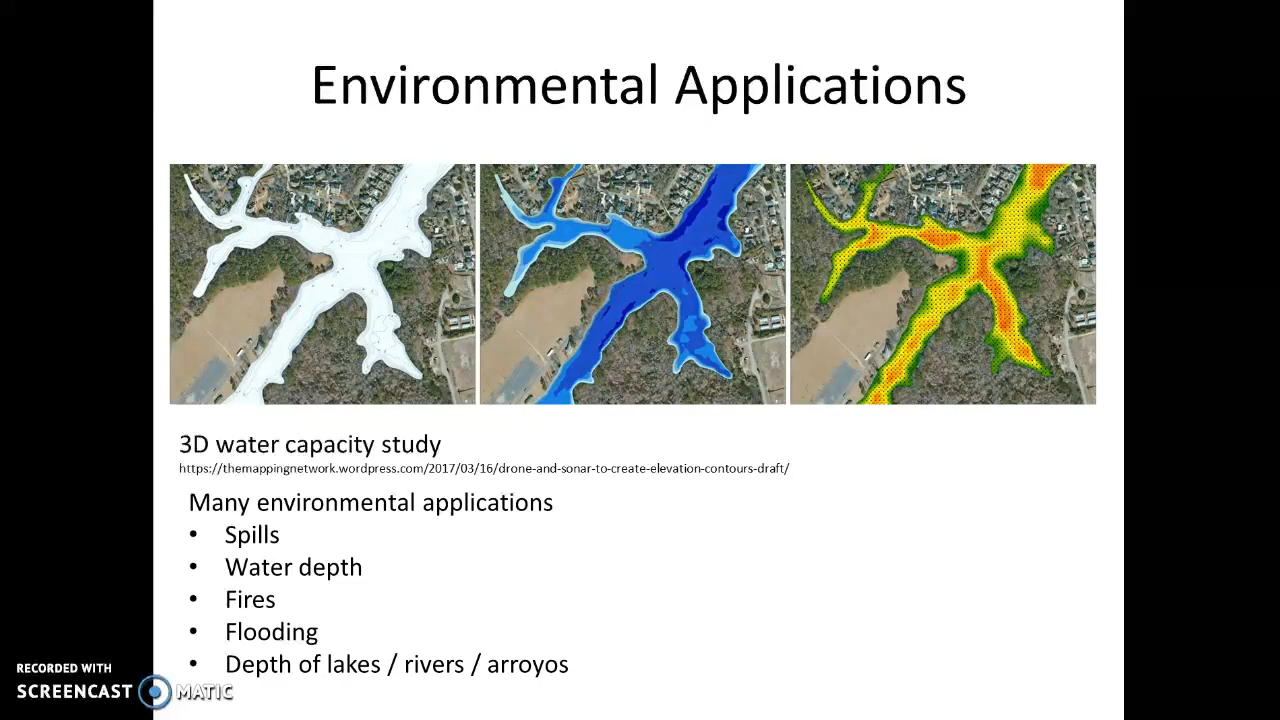 Environmental Applications
3D water capacity study
https://themappingnetwork.wordpress.com/2017/03/16/drone-and-sonar-to-create-elevation-contours-draft/
Many environmental applications
• Spills
• Water depth
• Fires
• Flooding
• Depth of lakes / rivers / arroyos
RECORDED WITH
SCREENCAST MATIC